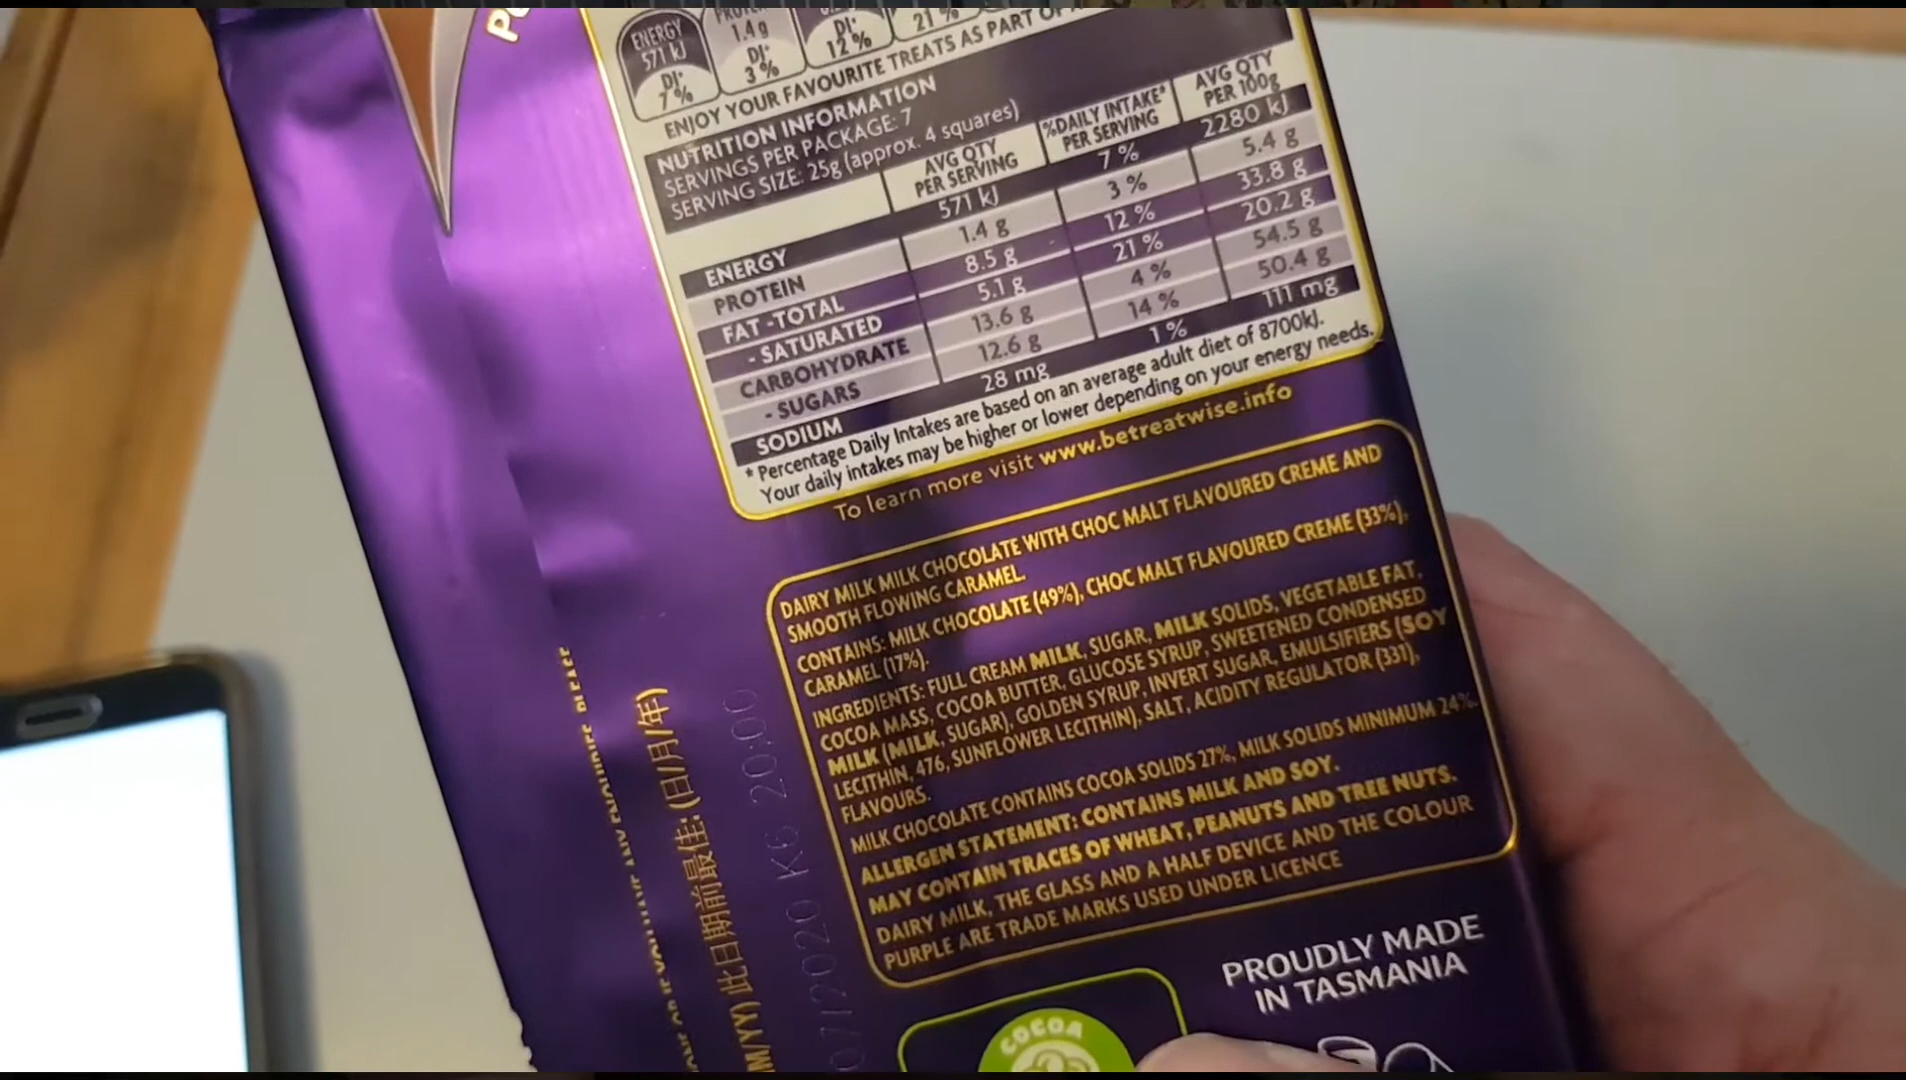 ENERGY
571 kJ
DI*
7%
1.4 g
DI*
3%
DI*
12%
21%
ENJOY YOUR FAVOURITE TREATS AS PART OF
NUTRITION INFORMATION
SERVINGS PER PACKAGE: 7
SERVING SIZE: 25g (approx. 4 squares)
AVG QTY PER SERVING %DAILY INTAKE* PER SERVING AVG QTY PER 100g
ENERGY 571 kJ 7% 2280 kJ
PROTEIN 1.4 g 3% 5.4 g
FAT -TOTAL 8.5 g 12% 33.8 g
- SATURATED 5.1 g 21% 20.2 g
CARBOHYDRATE 13.6 g 4% 54.5 g
- SUGARS 12.6 g 14% 50.4 g
SODIUM 28 mg 1% 111 mg
* Percentage Daily Intakes are based on an average adult diet of 8700kJ.
Your daily intakes may be higher or lower depending on your energy needs.
To learn more visit www.betreatwise.info
DAIRY MILK MILK CHOCOLATE WITH CHOC MALT FLAVOURED CREME AND
SMOOTH FLOWING CARAMEL.
CONTAINS: MILK CHOCOLATE (49%), CHOC MALT FLAVOURED CREME (33%),
CARAMEL (17%).
INGREDIENTS: FULL CREAM MILK, SUGAR, MILK SOLIDS, VEGETABLE FAT,
COCOA MASS, COCOA BUTTER, GLUCOSE SYRUP, SWEETENED CONDENSED
MILK (MILK, SUGAR), GOLDEN SYRUP, INVERT SUGAR, EMULSIFIERS (SOY
LECITHIN, 476, SUNFLOWER LECITHIN), SALT, ACIDITY REGULATOR (331),
FLAVOURS.
MILK CHOCOLATE CONTAINS COCOA SOLIDS 27%, MILK SOLIDS MINIMUM 24%.
ALLERGEN STATEMENT: CONTAINS MILK AND SOY.
MAY CONTAIN TRACES OF WHEAT, PEANUTS AND TREE NUTS.
DAIRY MILK, THE GLASS AND A HALF DEVICE AND THE COLOUR
PURPLE ARE TRADE MARKS USED UNDER LICENCE
PROUDLY MADE
IN TASMANIA
COCOA
此日期前最佳: (日/月/年)
07/2020 K6 20:00